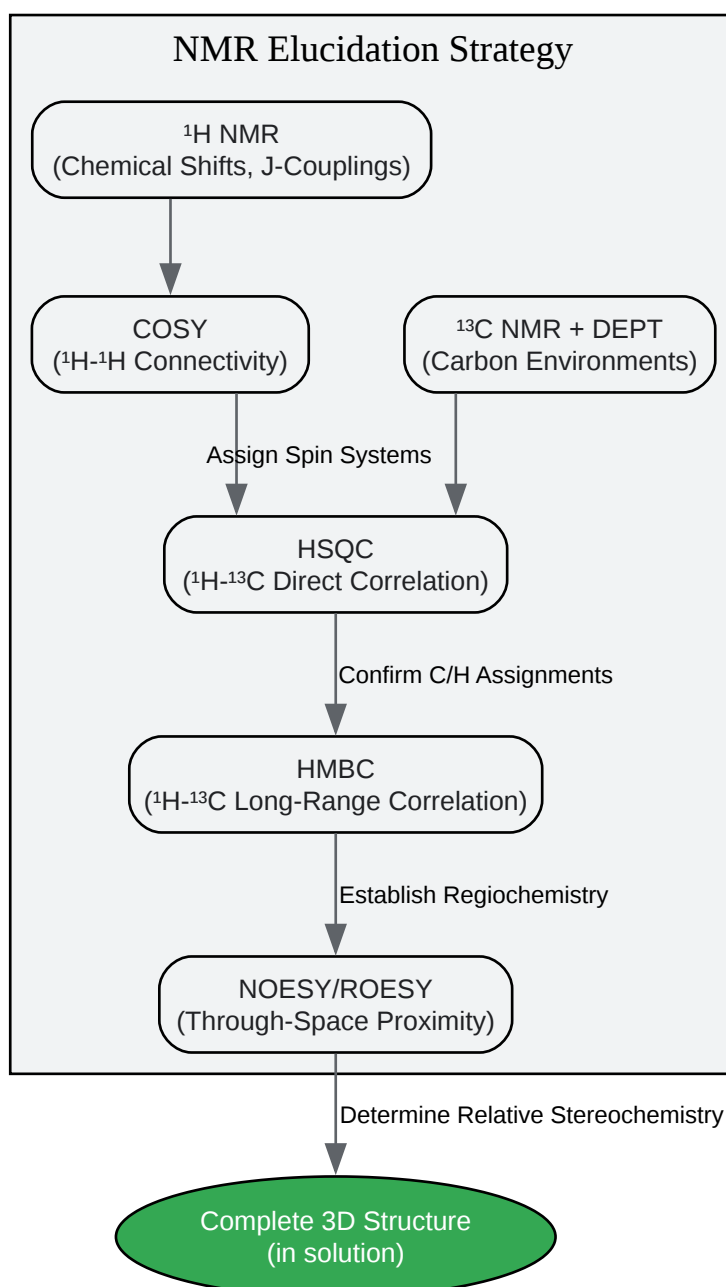 NMR Elucidation Strategy
¹H NMR
(Chemical Shifts, J-Couplings)
COSY
(¹H-¹H Connectivity)
¹³C NMR + DEPT
(Carbon Environments)
Assign Spin Systems
HSQC
(¹H-¹³C Direct Correlation)
Confirm C/H Assignments
HMBC
(¹H-¹³C Long-Range Correlation)
Establish Regiochemistry
NOESY/ROESY
(Through-Space Proximity)
Determine Relative Stereochemistry
Complete 3D Structure
(in solution)